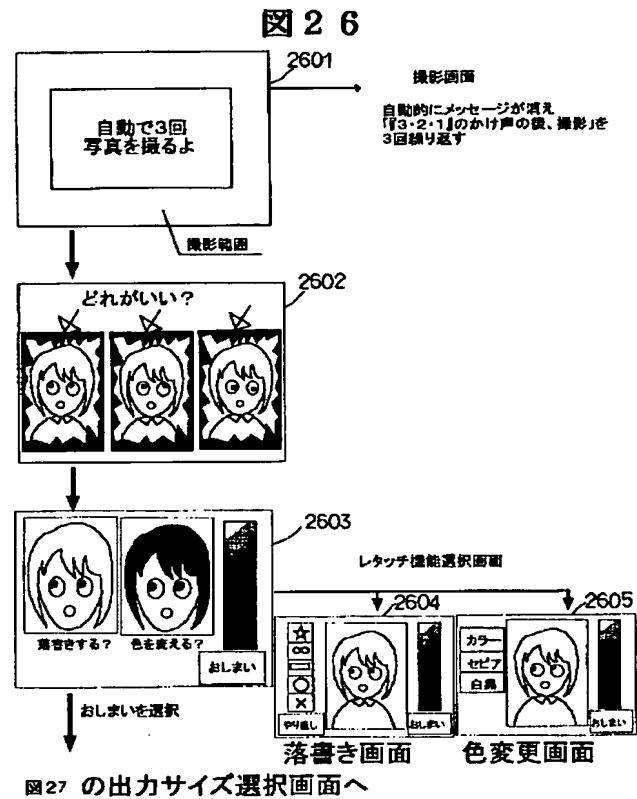 図26
2601
自動で3回
写真を撮るよ
撮影画面
自動的にメッセージが消え
「『3・2・1』のかけ声の後、撮影」を
3回繰り返す
撮影範囲
2602
どれがいい？
2603
落書きする？
色を変える？
おしまい
レタッチ機能選択画面
2604
やり直し
おしまい
落書き画面
2605
カラー
セピア
白黒
おしまい
色変更画面
おしまいを選択
図27 の出力サイズ選択画面へ